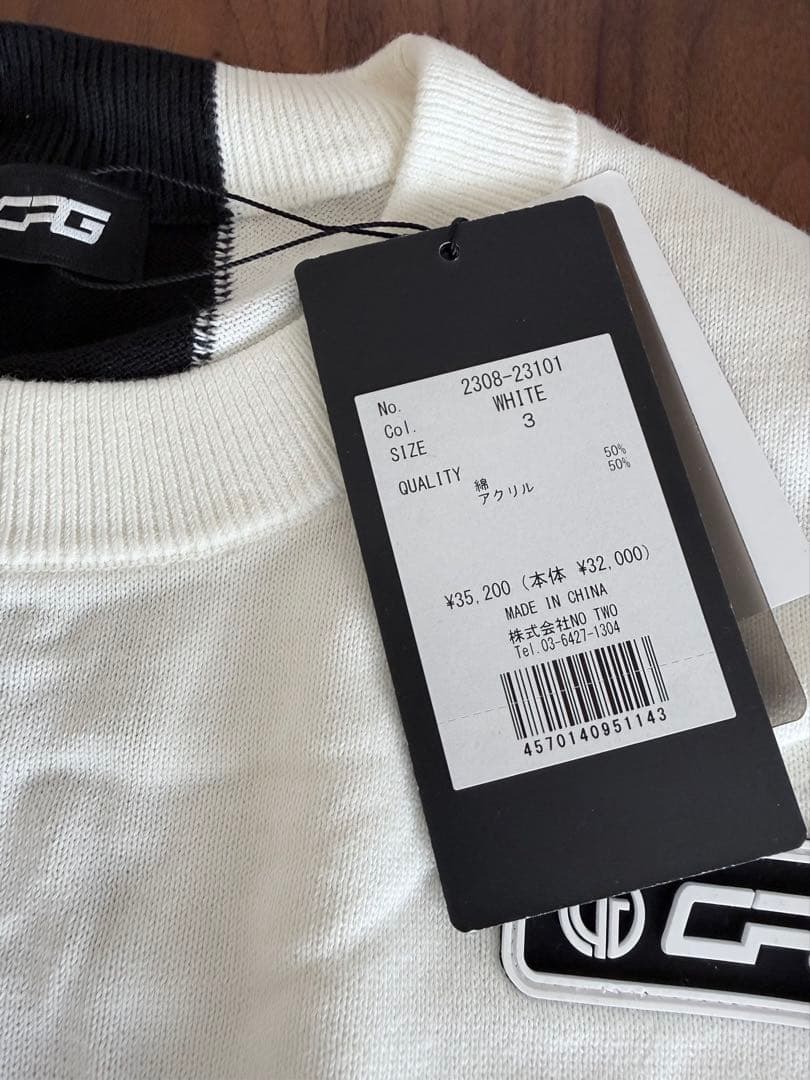 CPG
No. 2308-23101
Col. WHITE
SIZE 3
QUALITY 綿 50%
アクリル 50%
¥35,200 (本体 ¥32,000)
MADE IN CHINA
株式会社NO TWO
Tel.03-6427-1304
4570140951143